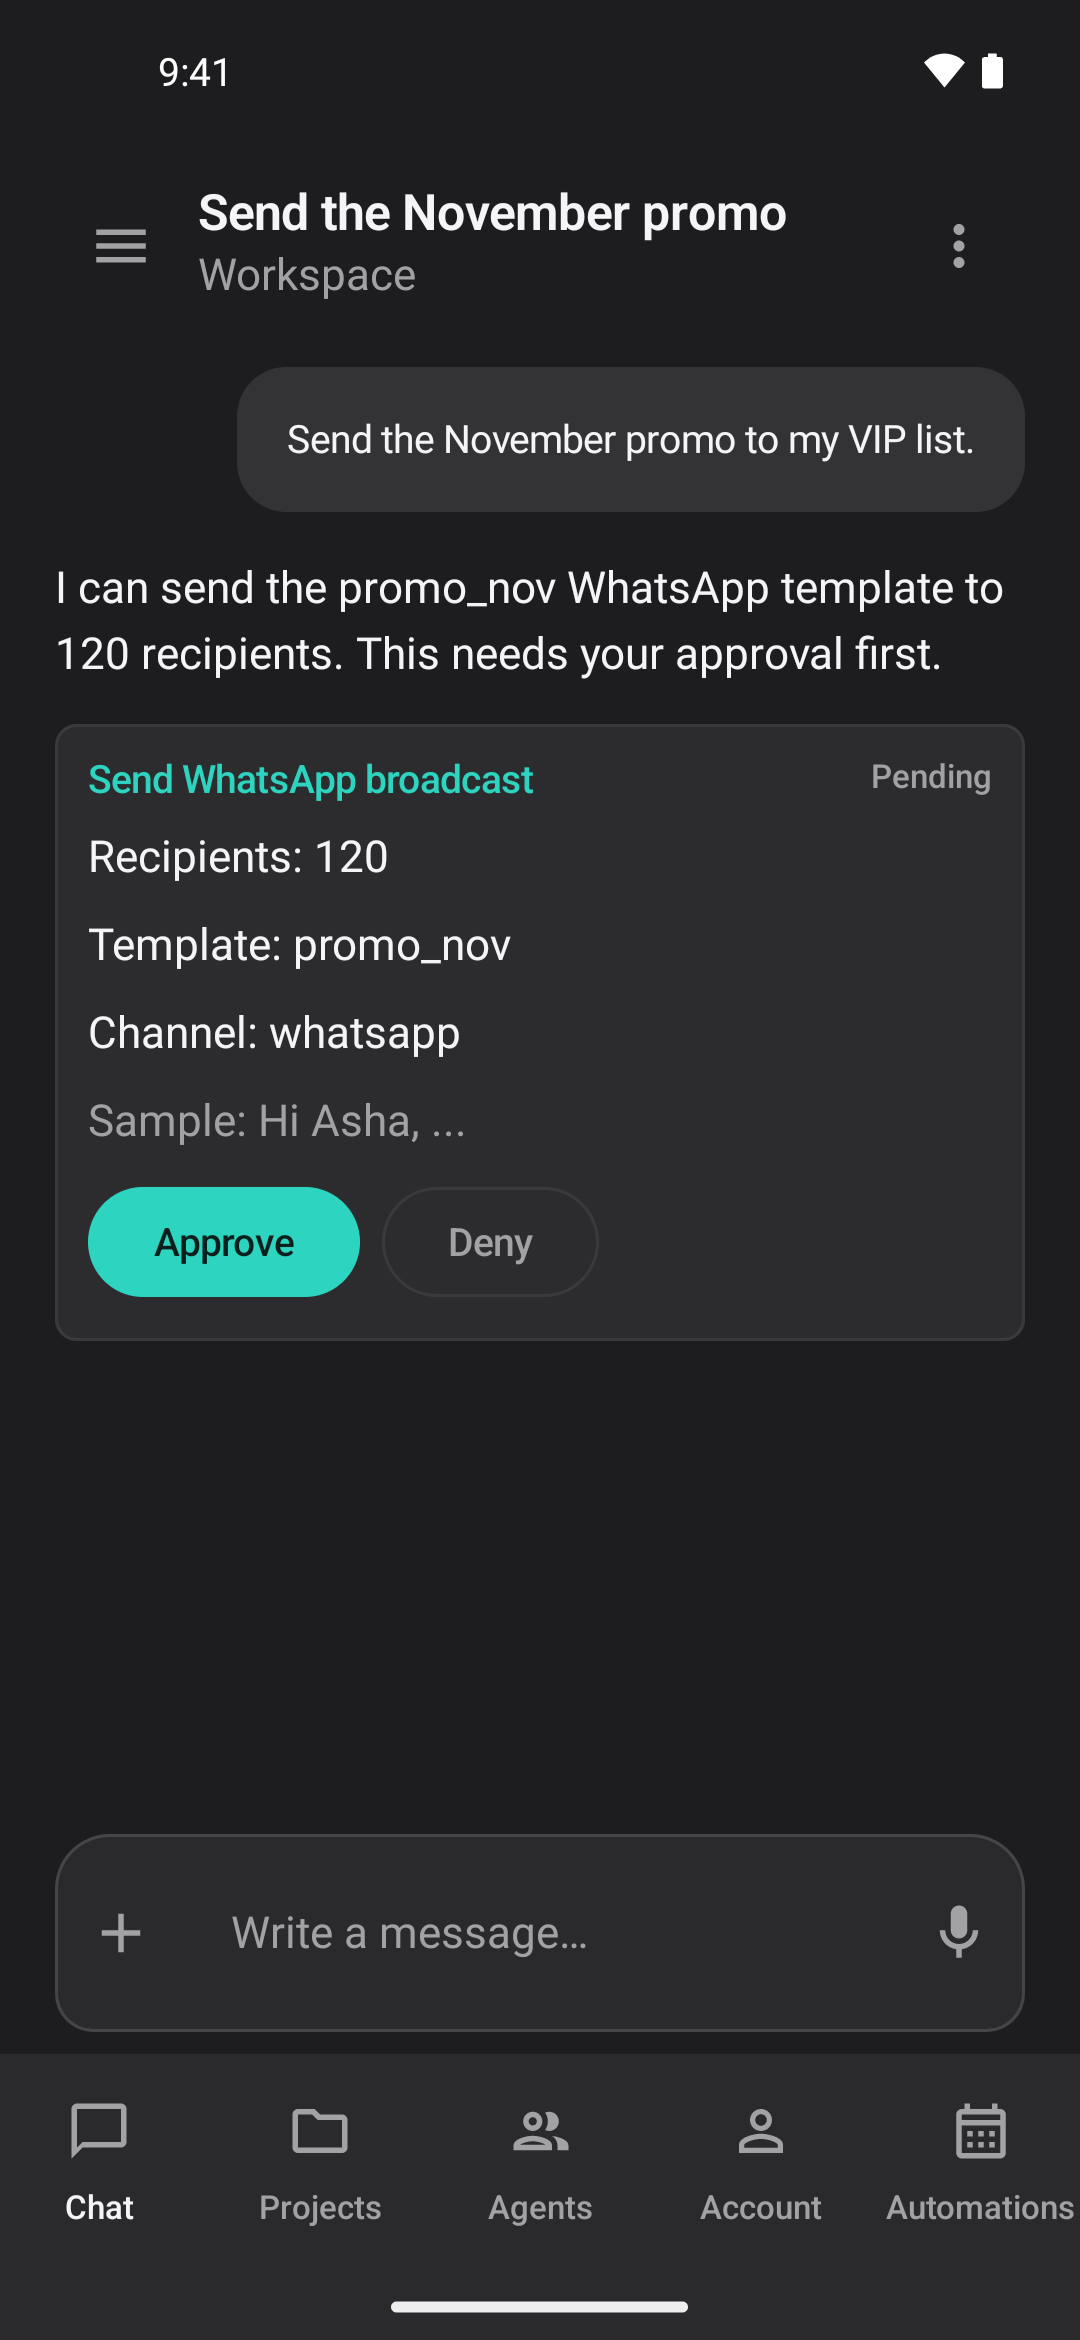 9:41
Send the November promo
Workspace
Send the November promo to my VIP list.
I can send the promo_nov WhatsApp template to
120 recipients. This needs your approval first.
Send WhatsApp broadcast
Pending
Recipients: 120
Template: promo_nov
Channel: whatsapp
Sample: Hi Asha, ...
Approve
Deny
Write a message…
Chat
Projects
Agents
Account
Automations